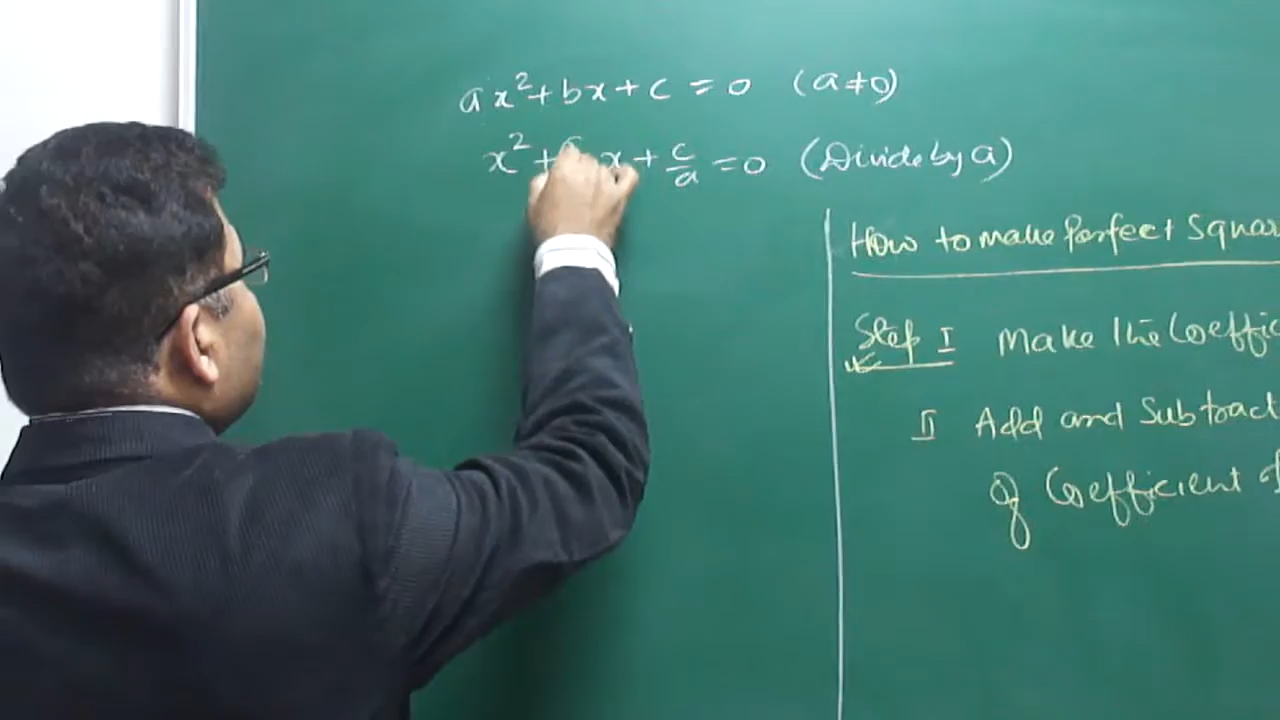 ax²+bx+c=0 (a≠0)
x²+ x+c/a=0 (Divide by a)
How to make Perfect Squar
Step I Make the Coeffic
II Add and Subtract
of Coefficient